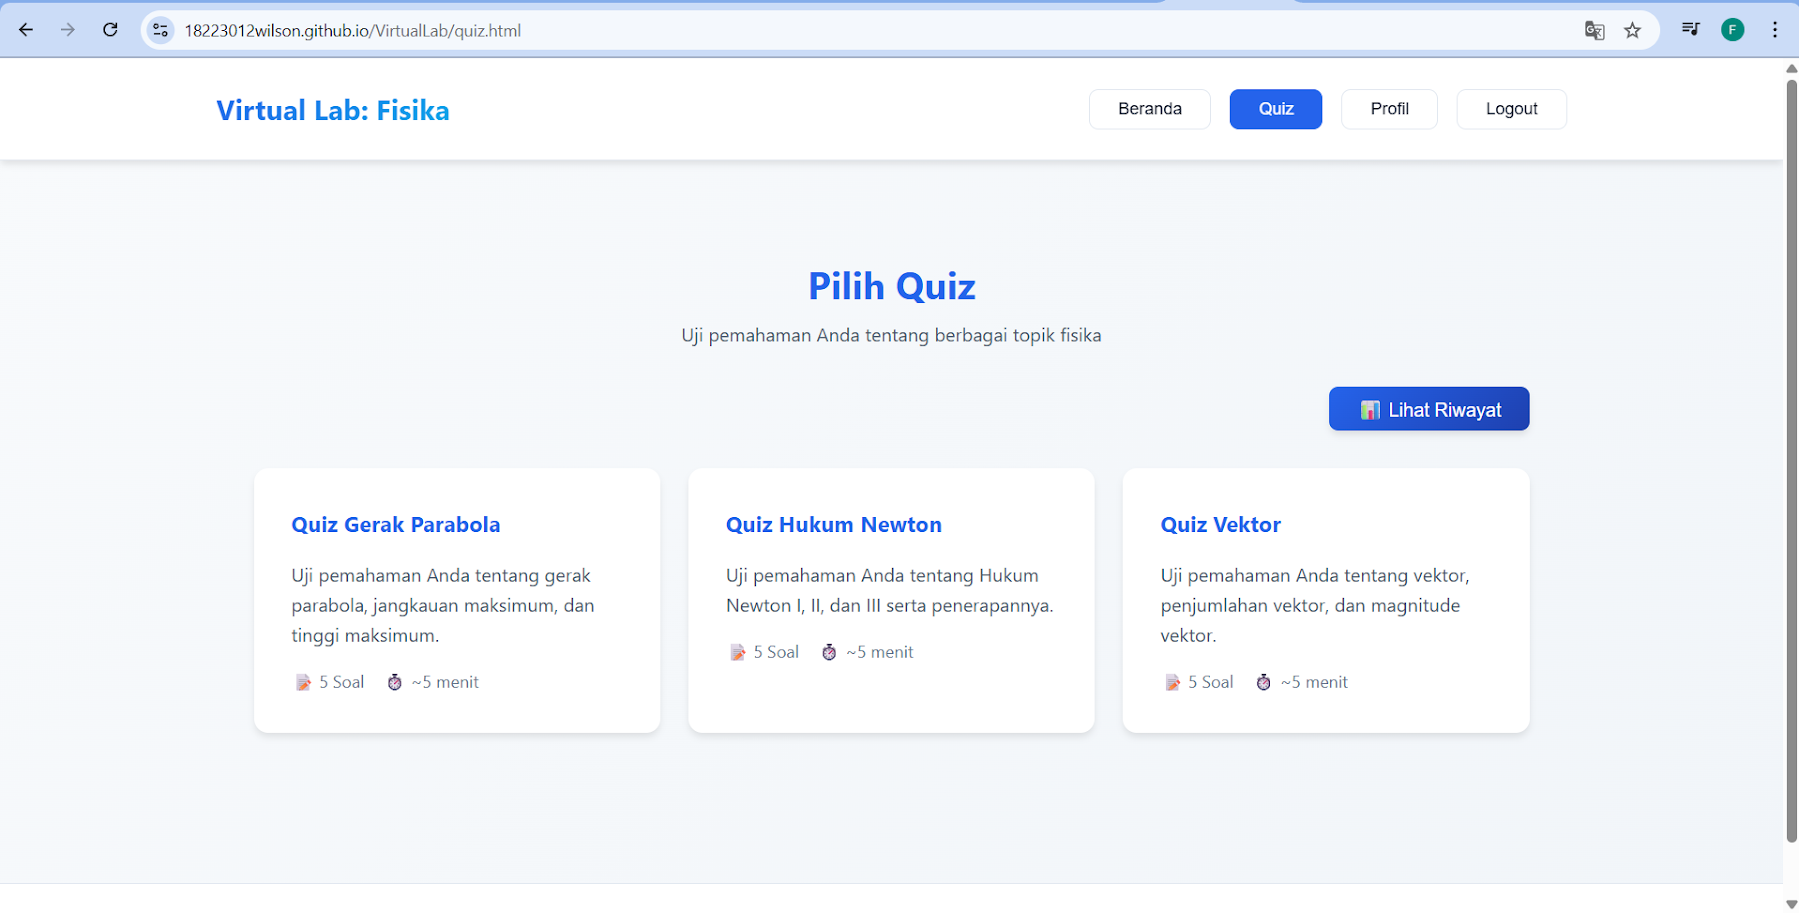 18223012wilson.github.io/VirtualLab/quiz.html
F
Virtual Lab: Fisika
Beranda
Quiz
Profil
Logout
Pilih Quiz
Uji pemahaman Anda tentang berbagai topik fisika
Lihat Riwayat
Quiz Gerak Parabola
Uji pemahaman Anda tentang gerak
parabola, jangkauan maksimum, dan
tinggi maksimum.
5 Soal ~5 menit
Quiz Hukum Newton
Uji pemahaman Anda tentang Hukum
Newton I, II, dan III serta penerapannya.
5 Soal ~5 menit
Quiz Vektor
Uji pemahaman Anda tentang vektor,
penjumlahan vektor, dan magnitude
vektor.
5 Soal ~5 menit